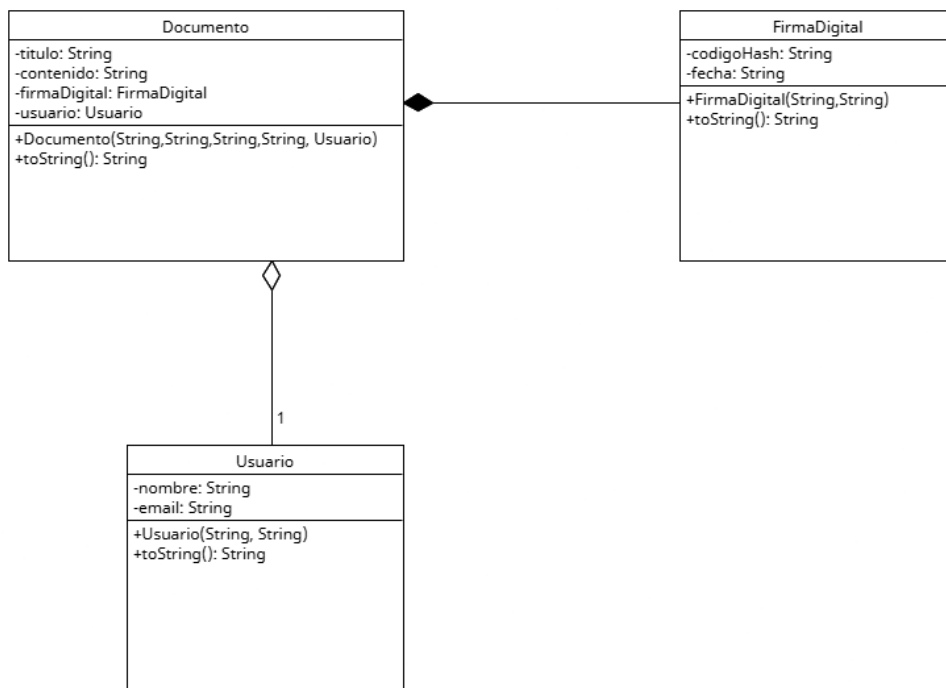 Documento
-titulo: String
-contenido: String
-firmaDigital: FirmaDigital
-usuario: Usuario
+Documento(String,String,String,String, Usuario)
+toString(): String
FirmaDigital
-codigoHash: String
-fecha: String
+FirmaDigital(String,String)
+toString(): String
1
Usuario
-nombre: String
-email: String
+Usuario(String, String)
+toString(): String